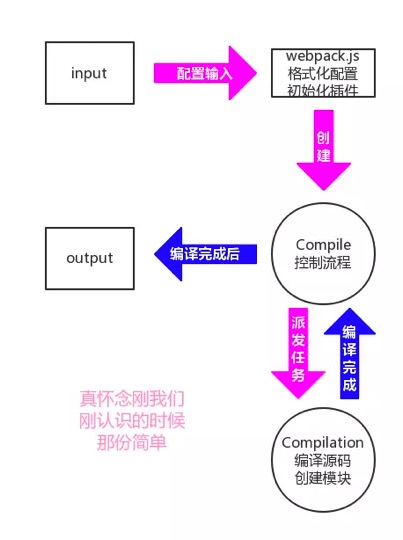 input
配置输入
webpack.js
格式化配置
初始化插件
创
建
Compile
控制流程
编译完成后
output
派
发
任
务
编
译
完
成
Compilation
编译源码
创建模块
真怀念刚我们
刚认识的时候
那份简单